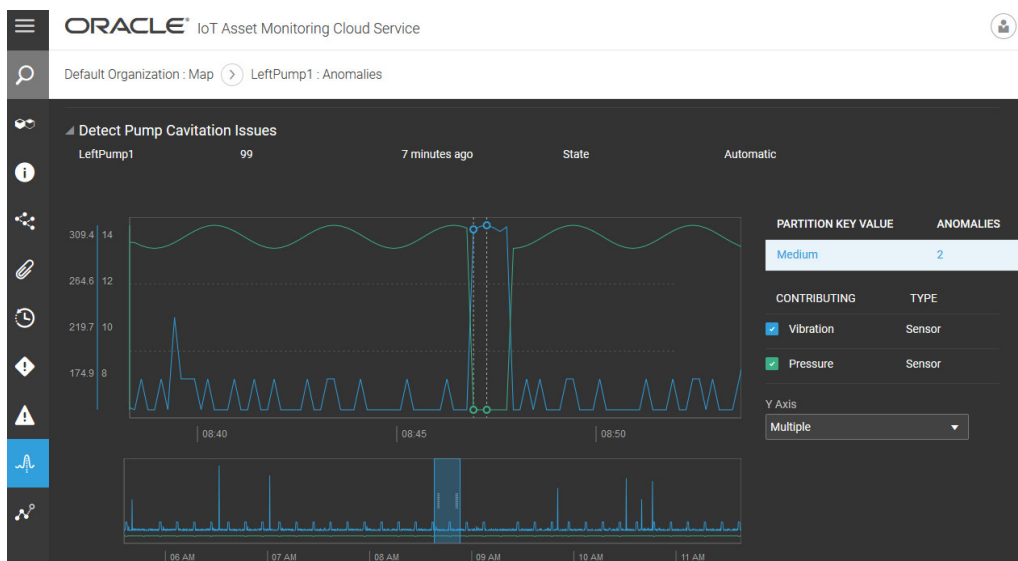 ORACLE® IoT Asset Monitoring Cloud Service
Default Organization : Map > LeftPump1 : Anomalies
Detect Pump Cavitation Issues
LeftPump1 99 7 minutes ago State Automatic
PARTITION KEY VALUE ANOMALIES
Medium 2
CONTRIBUTING TYPE
Vibration Sensor
Pressure Sensor
Y Axis
Multiple
309.4 14
264.6 12
219.7 10
174.9 8
08:40 08:45 08:50
06 AM 07 AM 08 AM 09 AM 10 AM 11 AM